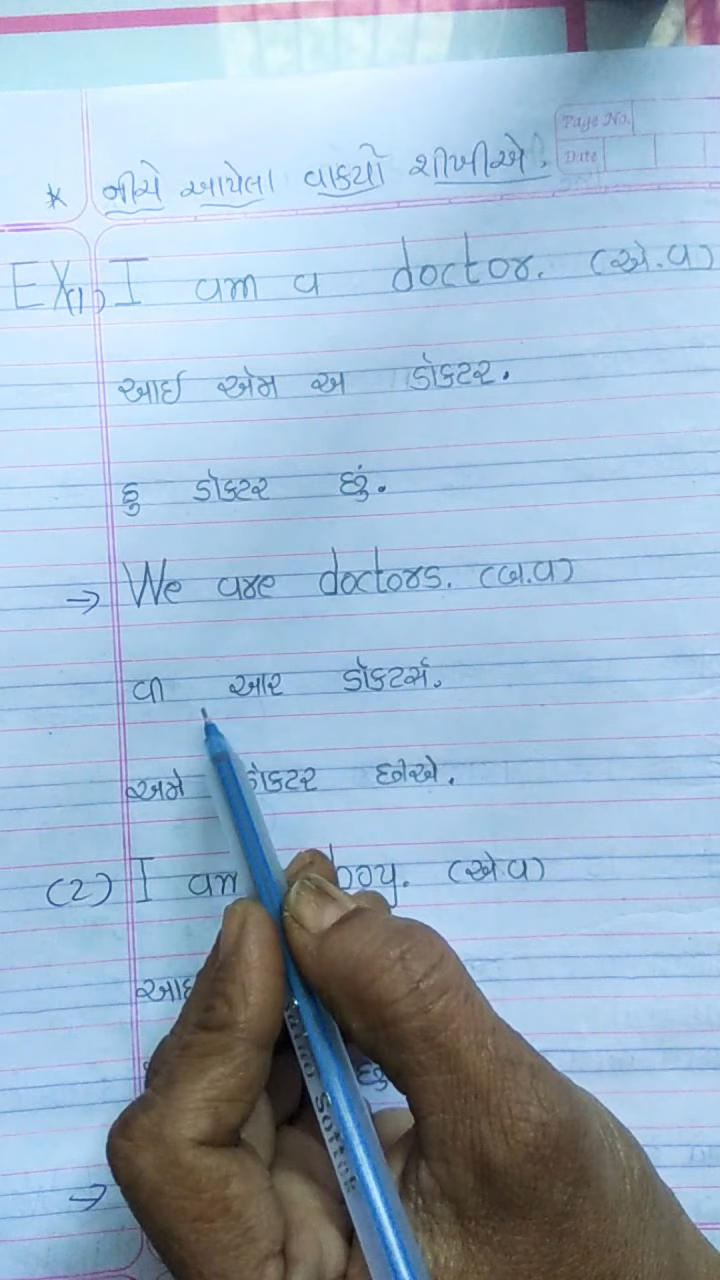 Page No.
Date
* નીચે આપેલા વાક્યો શીખીએ.
EX(1) I am a doctor. (એ.વ)
આઈ એમ અ ડૉક્ટર.
હુ ડૉક્ટર છું.
→ We are doctors. (બ.વ)
વી આર ડૉક્ટર્સ.
અમે ડૉક્ટર છીએ.
(2) I am boy. (એ.વ)
આઈ
છું
→